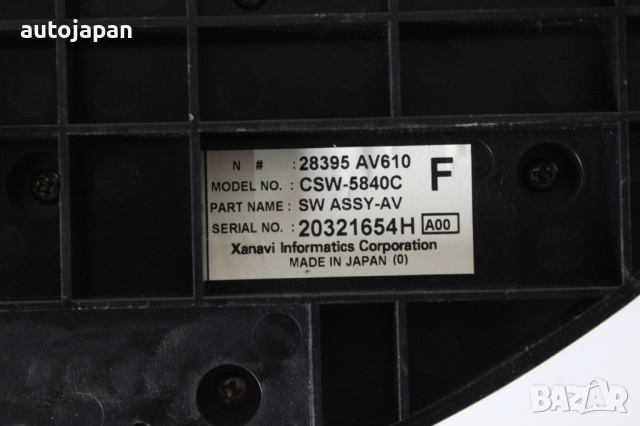 autojapan
N # : 28395 AV610
F
MODEL NO. : CSW-5840C
PART NAME : SW ASSY-AV
SERIAL NO. : 20321654H A00
Xanavi Informatics Corporation
MADE IN JAPAN (0)
BAZAR